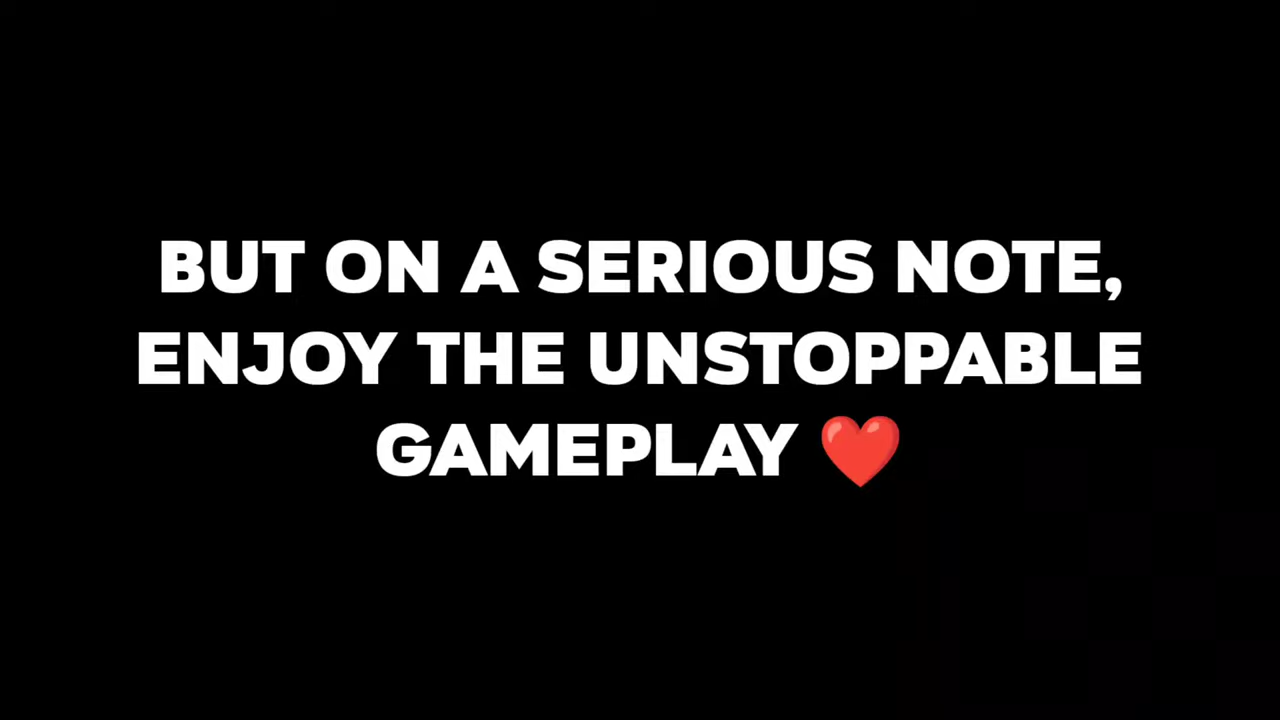 BUT ON A SERIOUS NOTE,
ENJOY THE UNSTOPPABLE
GAMEPLAY ❤️